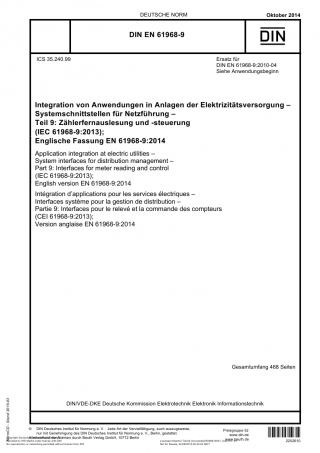 DEUTSCHE NORM
Oktober 2014
DIN EN 61968-9
DIN
ICS 35.240.99
Ersatz für
DIN EN 61968-9:2010-04
Siehe Anwendungsbeginn
Integration von Anwendungen in Anlagen der Elektrizitätsversorgung –
Systemschnittstellen für Netzführung –
Teil 9: Zählerfernauslesung und -steuerung
(IEC 61968-9:2013);
Englische Fassung EN 61968-9:2014
Application integration at electric utilities –
System interfaces for distribution management –
Part 9: Interfaces for meter reading and control
(IEC 61968-9:2013);
English version EN 61968-9:2014
Intégration d'applications pour les services électriques –
Interfaces système pour la gestion de distribution –
Partie 9: Interfaces pour le relevé et la commande des compteurs
(CEI 61968-9:2013);
Version anglaise EN 61968-9:2014
Gesamtumfang 466 Seiten
DIN/VDE-DKE Deutsche Kommission Elektrotechnik Elektronik Informationstechnik
© DIN Deutsches Institut für Normung e. V. · Jede Art der Vervielfältigung, auch auszugsweise,
nur mit Genehmigung des DIN Deutsches Institut für Normung e. V., Berlin, gestattet.
durch Beuth Verlag GmbH, 10772 Berlin
www.din.de
www.beuth.de